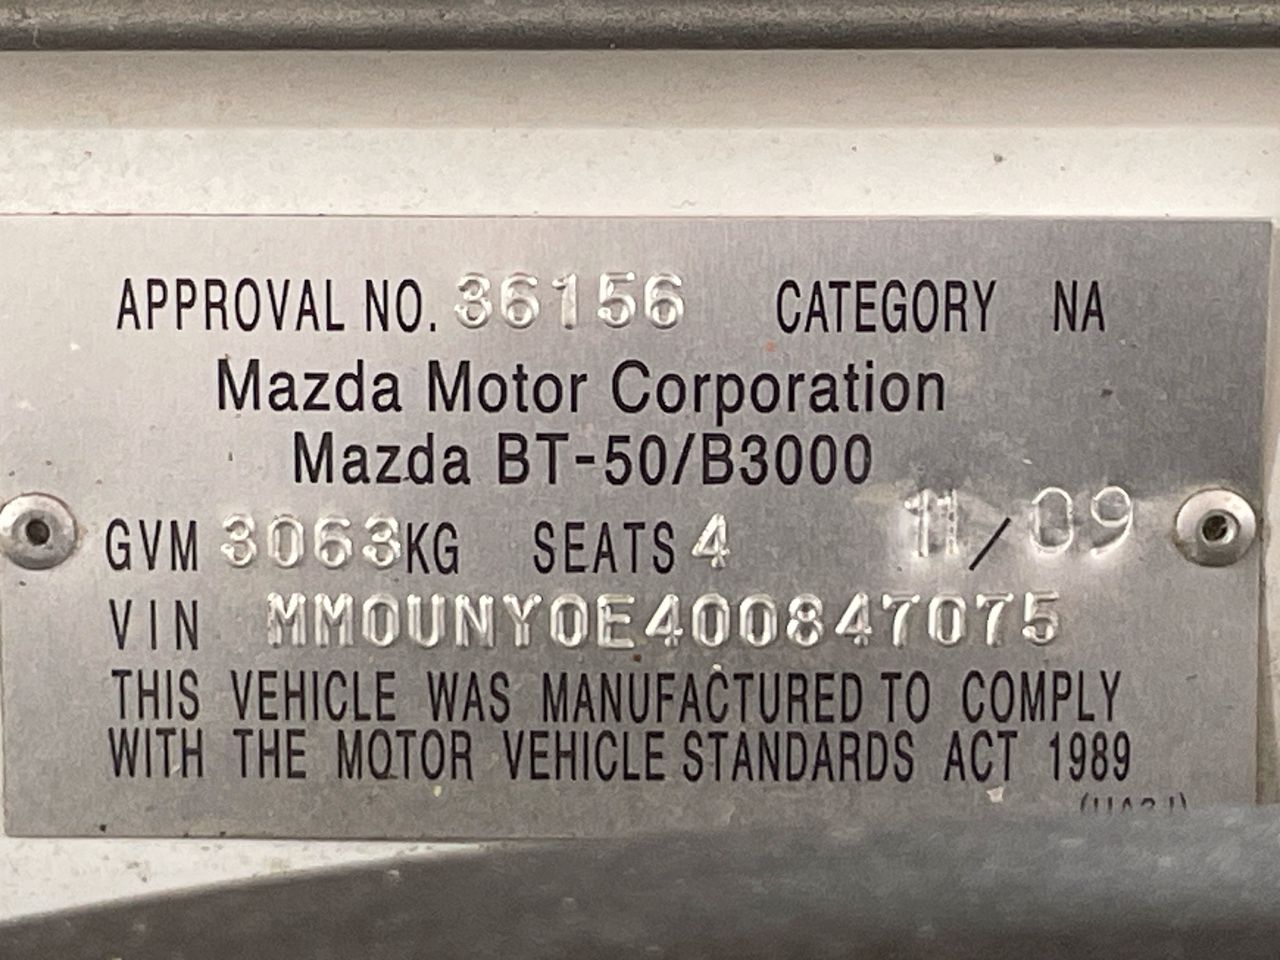 APPROVAL NO. 36156 CATEGORY NA
Mazda Motor Corporation
Mazda BT-50/B3000
GVM 3063KG SEATS 4 11/09
VIN MM0UNY0E400847075
THIS VEHICLE WAS MANUFACTURED TO COMPLY
WITH THE MOTOR VEHICLE STANDARDS ACT 1989